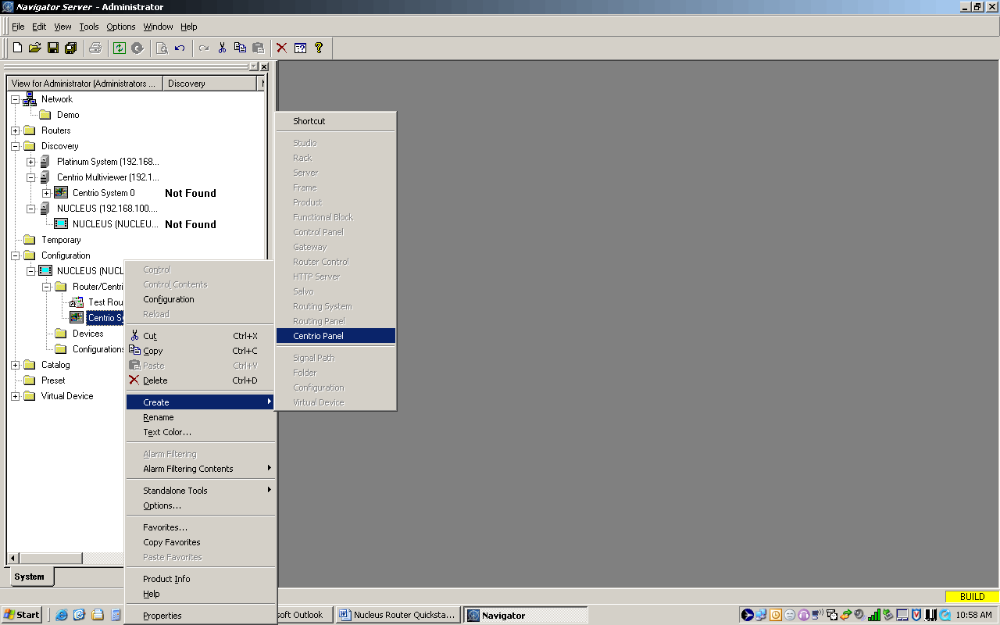 Navigator Server - Administrator
File Edit View Tools Options Window Help
View for Administrator (Administrators ... Discovery
Network
Demo
Routers
Discovery
Platinum System (192.168...
Centrio Multiviewer (192.1...
Centrio System 0 Not Found
NUCLEUS (192.168.100....
NUCLEUS (NUCLEU... Not Found
Temporary
Configuration
NUCLEUS (NUCL
Router/Centri
Test Rou
Centrio Sy
Devices
Configurations
Catalog
Preset
Virtual Device
System
Control
Control Contents
Configuration
Reload
Cut Ctrl+X
Copy Ctrl+C
Paste Ctrl+V
Delete Ctrl+D
Create
Rename
Text Color...
Alarm Filtering
Alarm Filtering Contents
Standalone Tools
Options...
Favorites...
Copy Favorites
Paste Favorites
Product Info
Help
Properties
Shortcut
Studio
Rack
Server
Frame
Product
Functional Block
Control Panel
Gateway
Router Control
HTTP Server
Salvo
Routing System
Routing Panel
Centrio Panel
Signal Path
Folder
Configuration
Virtual Device
BUILD
Start
soft Outlook
Nucleus Router Quicksta...
Navigator
10:58 AM